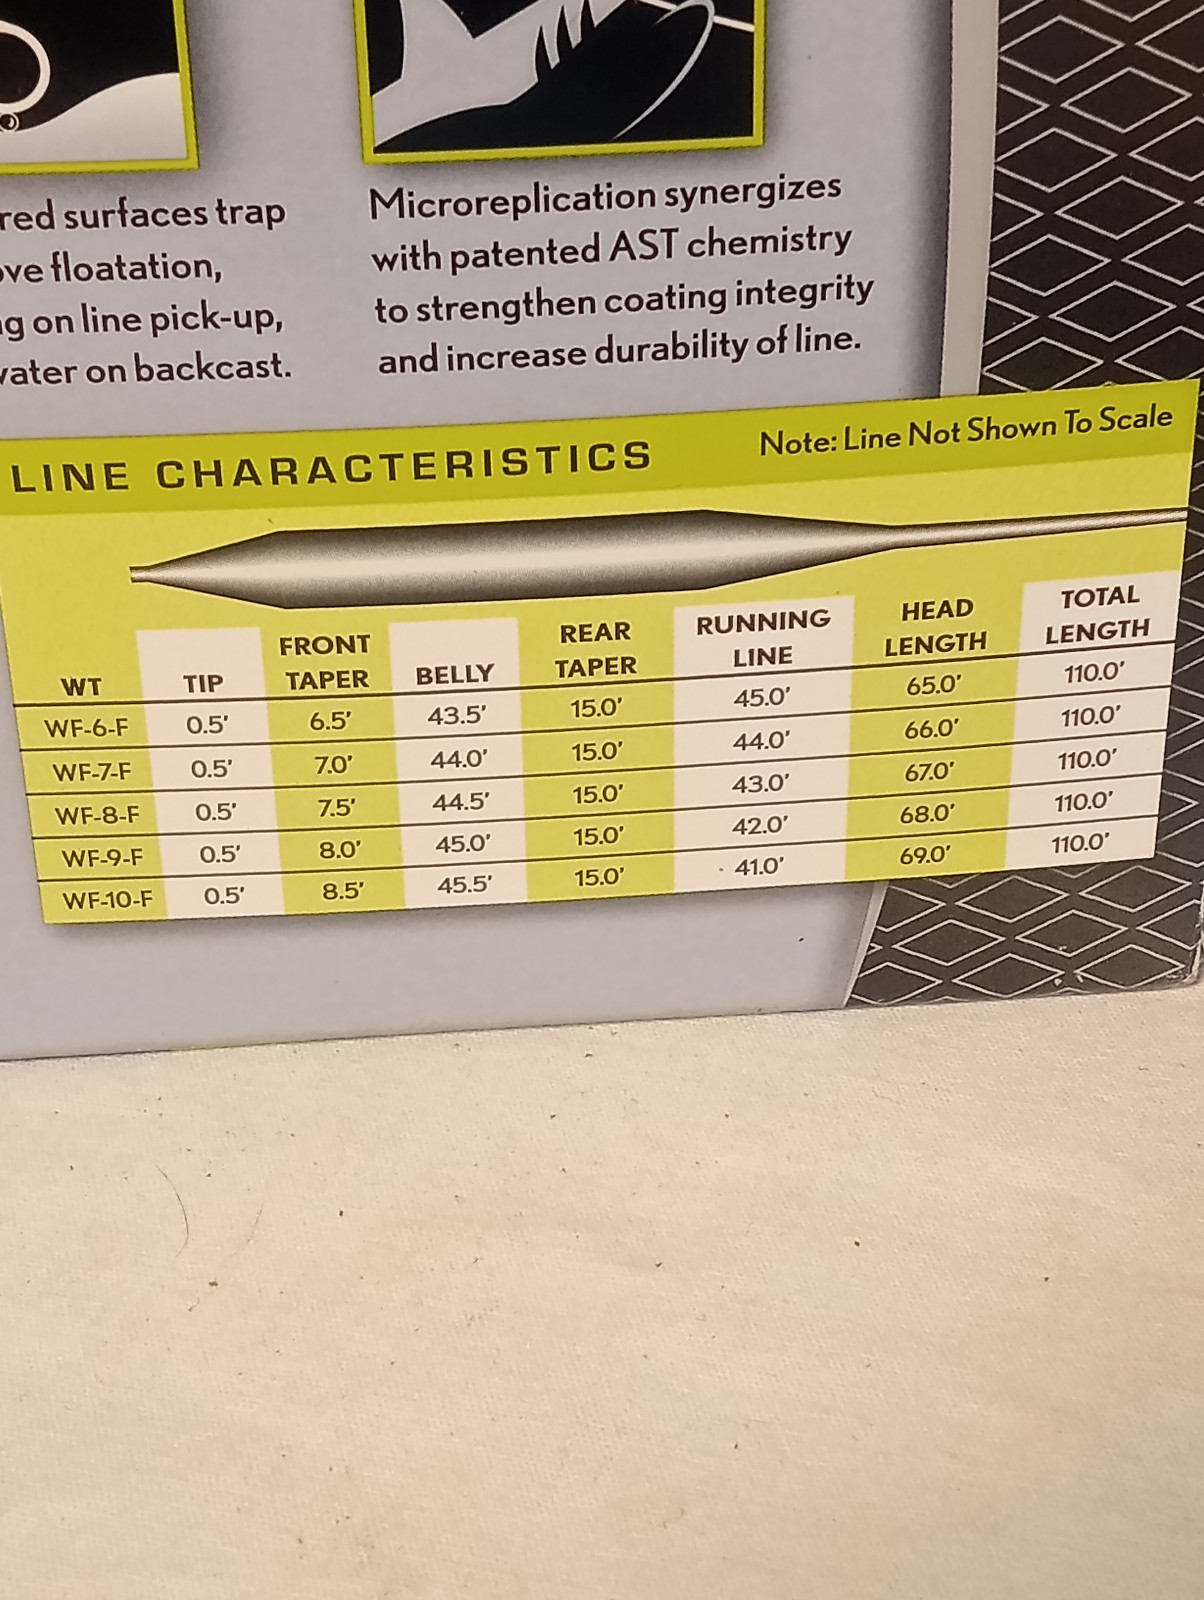 red surfaces trap
ve floatation,
g on line pick-up,
water on backcast.
Microreplication synergizes
with patented AST chemistry
to strengthen coating integrity
and increase durability of line.
LINE CHARACTERISTICS
Note: Line Not Shown To Scale
WT TIP FRONT TAPER BELLY REAR TAPER RUNNING LINE HEAD LENGTH TOTAL LENGTH
WF-6-F 0.5' 6.5' 43.5' 15.0' 45.0' 65.0' 110.0'
WF-7-F 0.5' 7.0' 44.0' 15.0' 44.0' 66.0' 110.0'
WF-8-F 0.5' 7.5' 44.5' 15.0' 43.0' 67.0' 110.0'
WF-9-F 0.5' 8.0' 45.0' 15.0' 42.0' 68.0' 110.0'
WF-10-F 0.5' 8.5' 45.5' 15.0' 41.0' 69.0' 110.0'